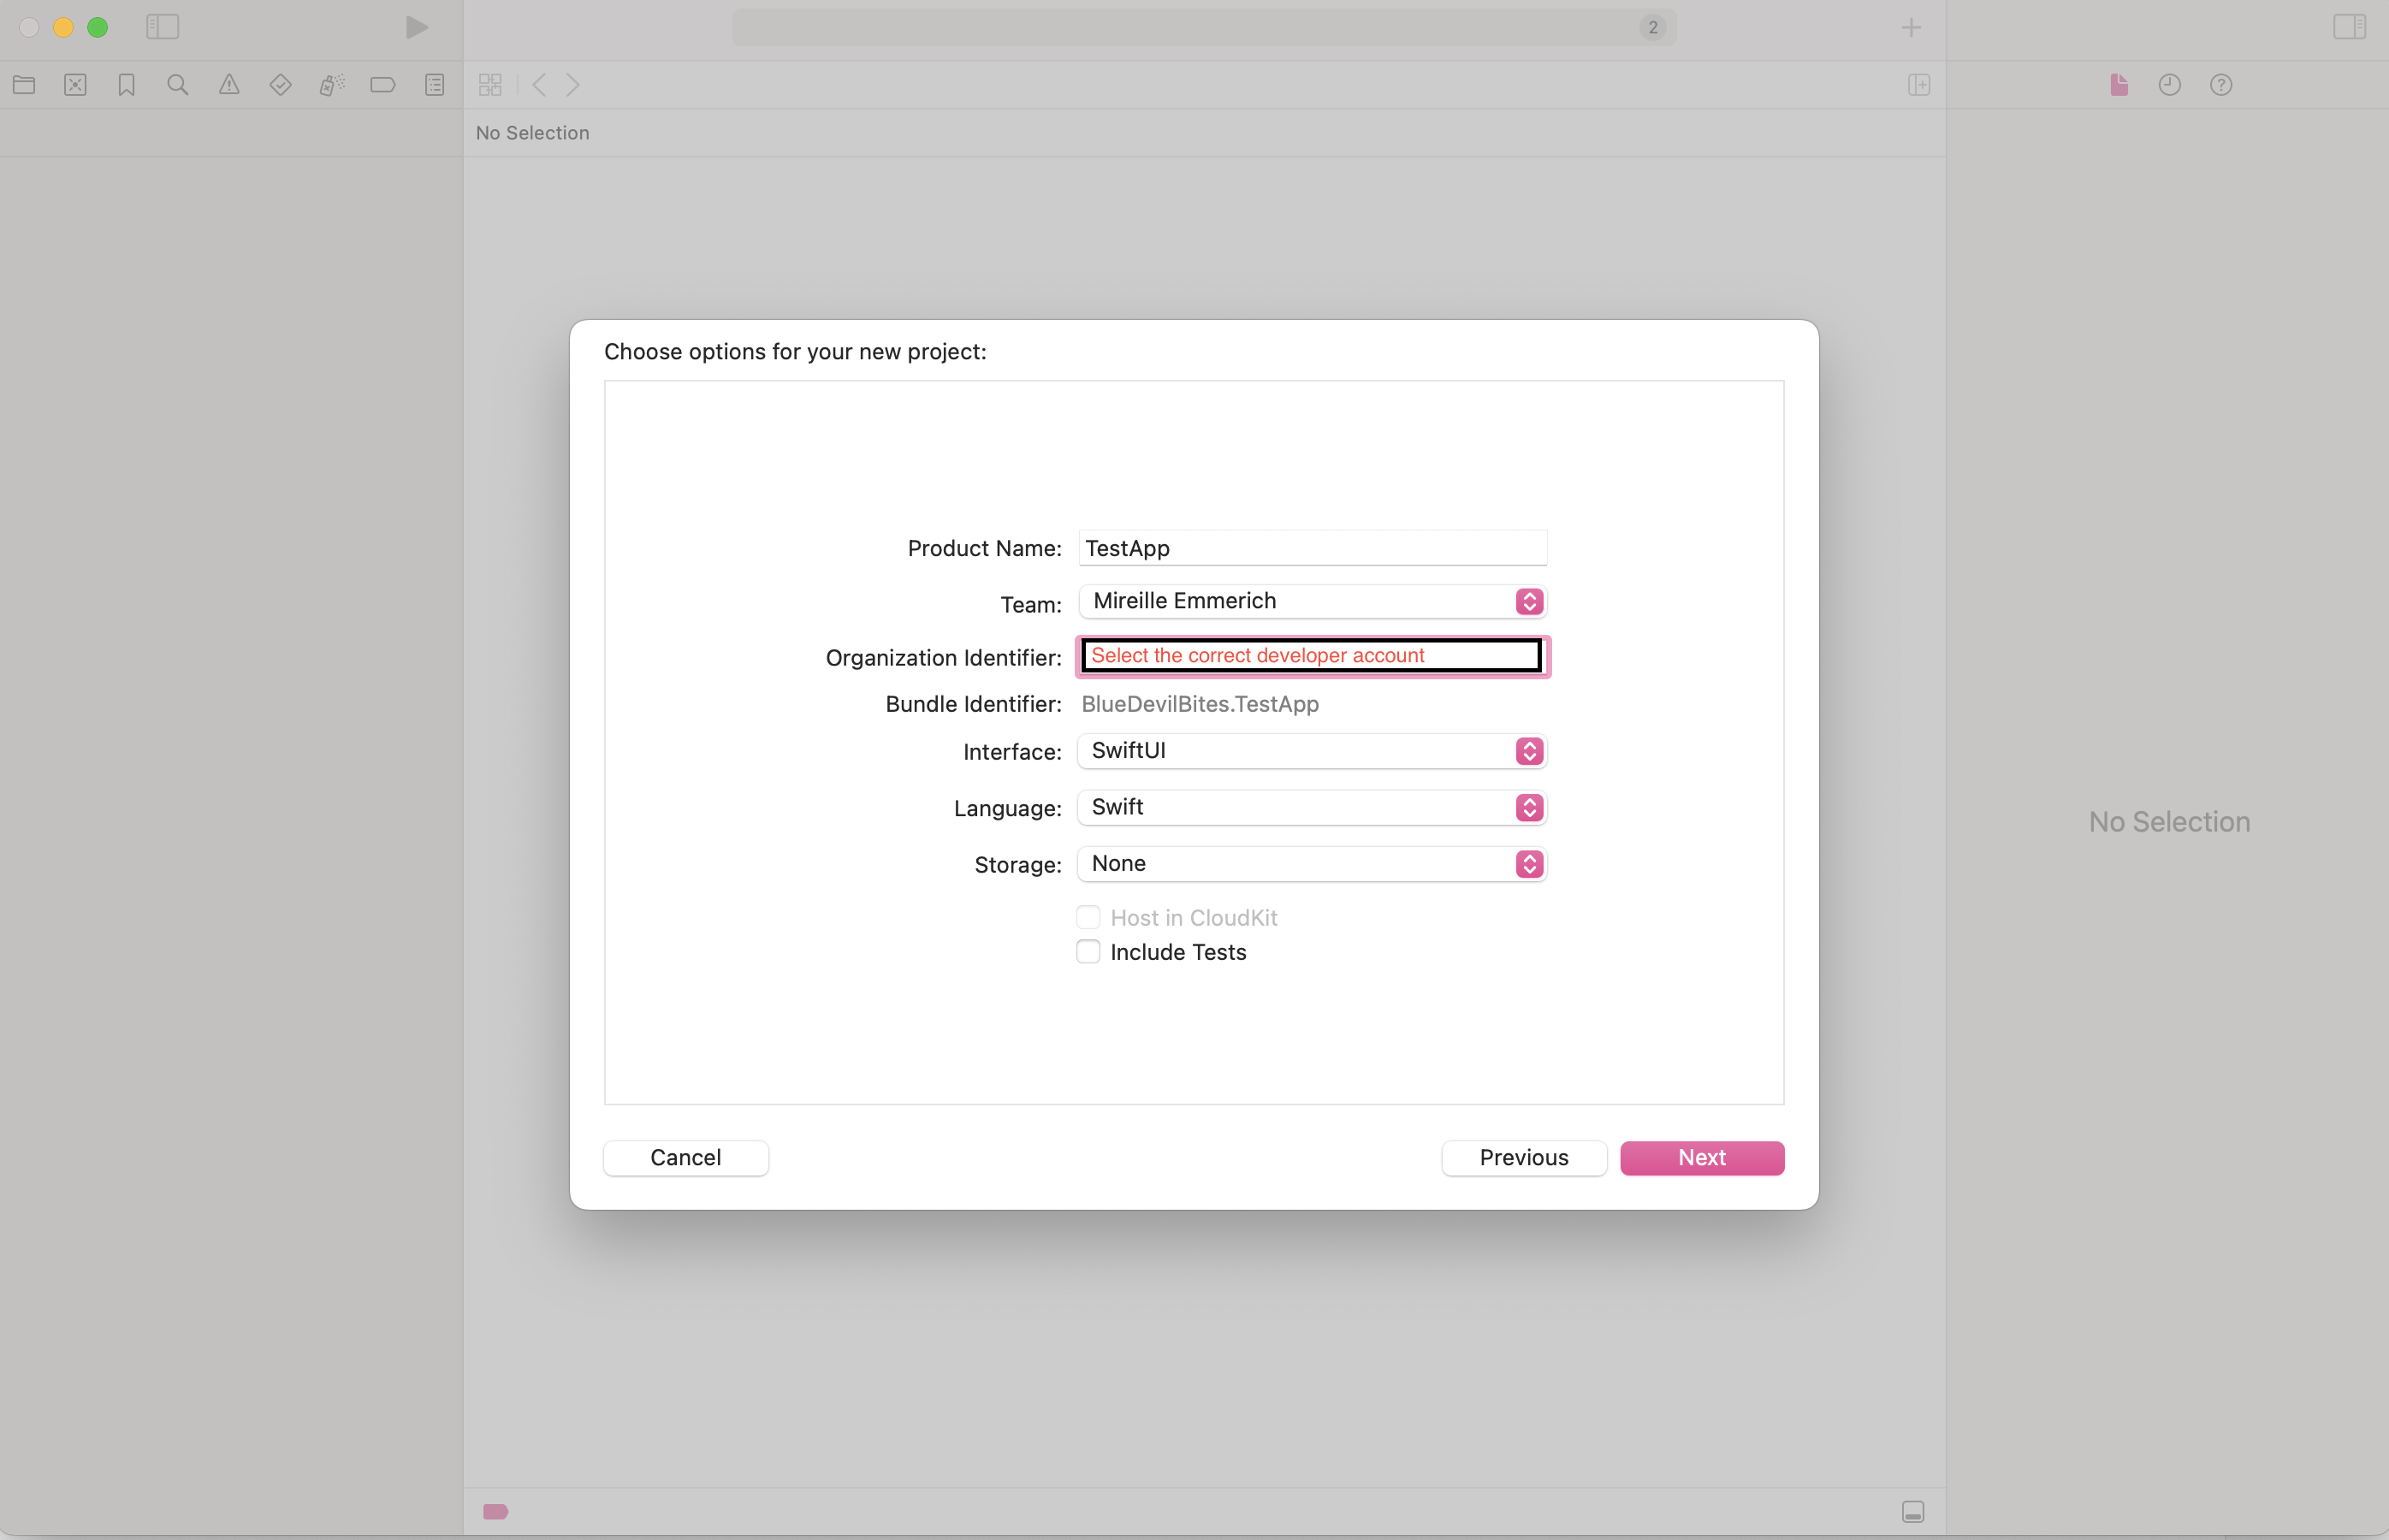 2
No Selection
Choose options for your new project:
Product Name: TestApp
Team: Mireille Emmerich
Organization Identifier: Select the correct developer account
Bundle Identifier: BlueDevilBites.TestApp
Interface: SwiftUI
Language: Swift
Storage: None
Host in CloudKit
Include Tests
No Selection
Cancel Previous Next